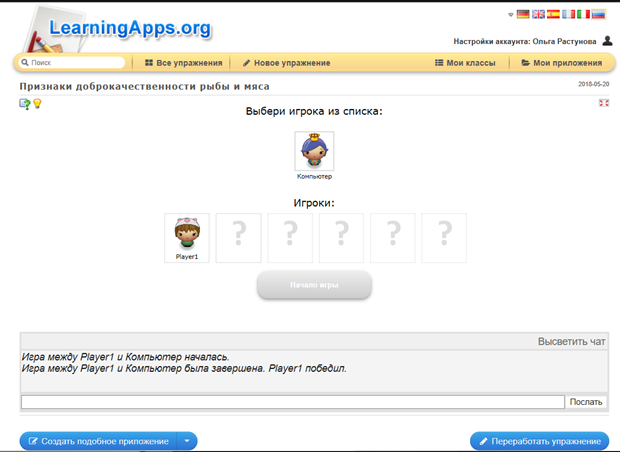 LearningApps.org
Настройки аккаунта: Ольга Растунова
Поиск
Все упражнения
Новое упражнение
Мои классы
Мои приложения
Признаки доброкачественности рыбы и мяса
2018-05-20
Выбери игрока из списка:
Компьютер
Игроки:
Player1
? ? ? ? ?
Начало игры
Высветить чат
Игра между Player1 и Компьютер началась.
Игра между Player1 и Компьютер была завершена. Player1 победил.
Послать
Создать подобное приложение
Переработать упражнение